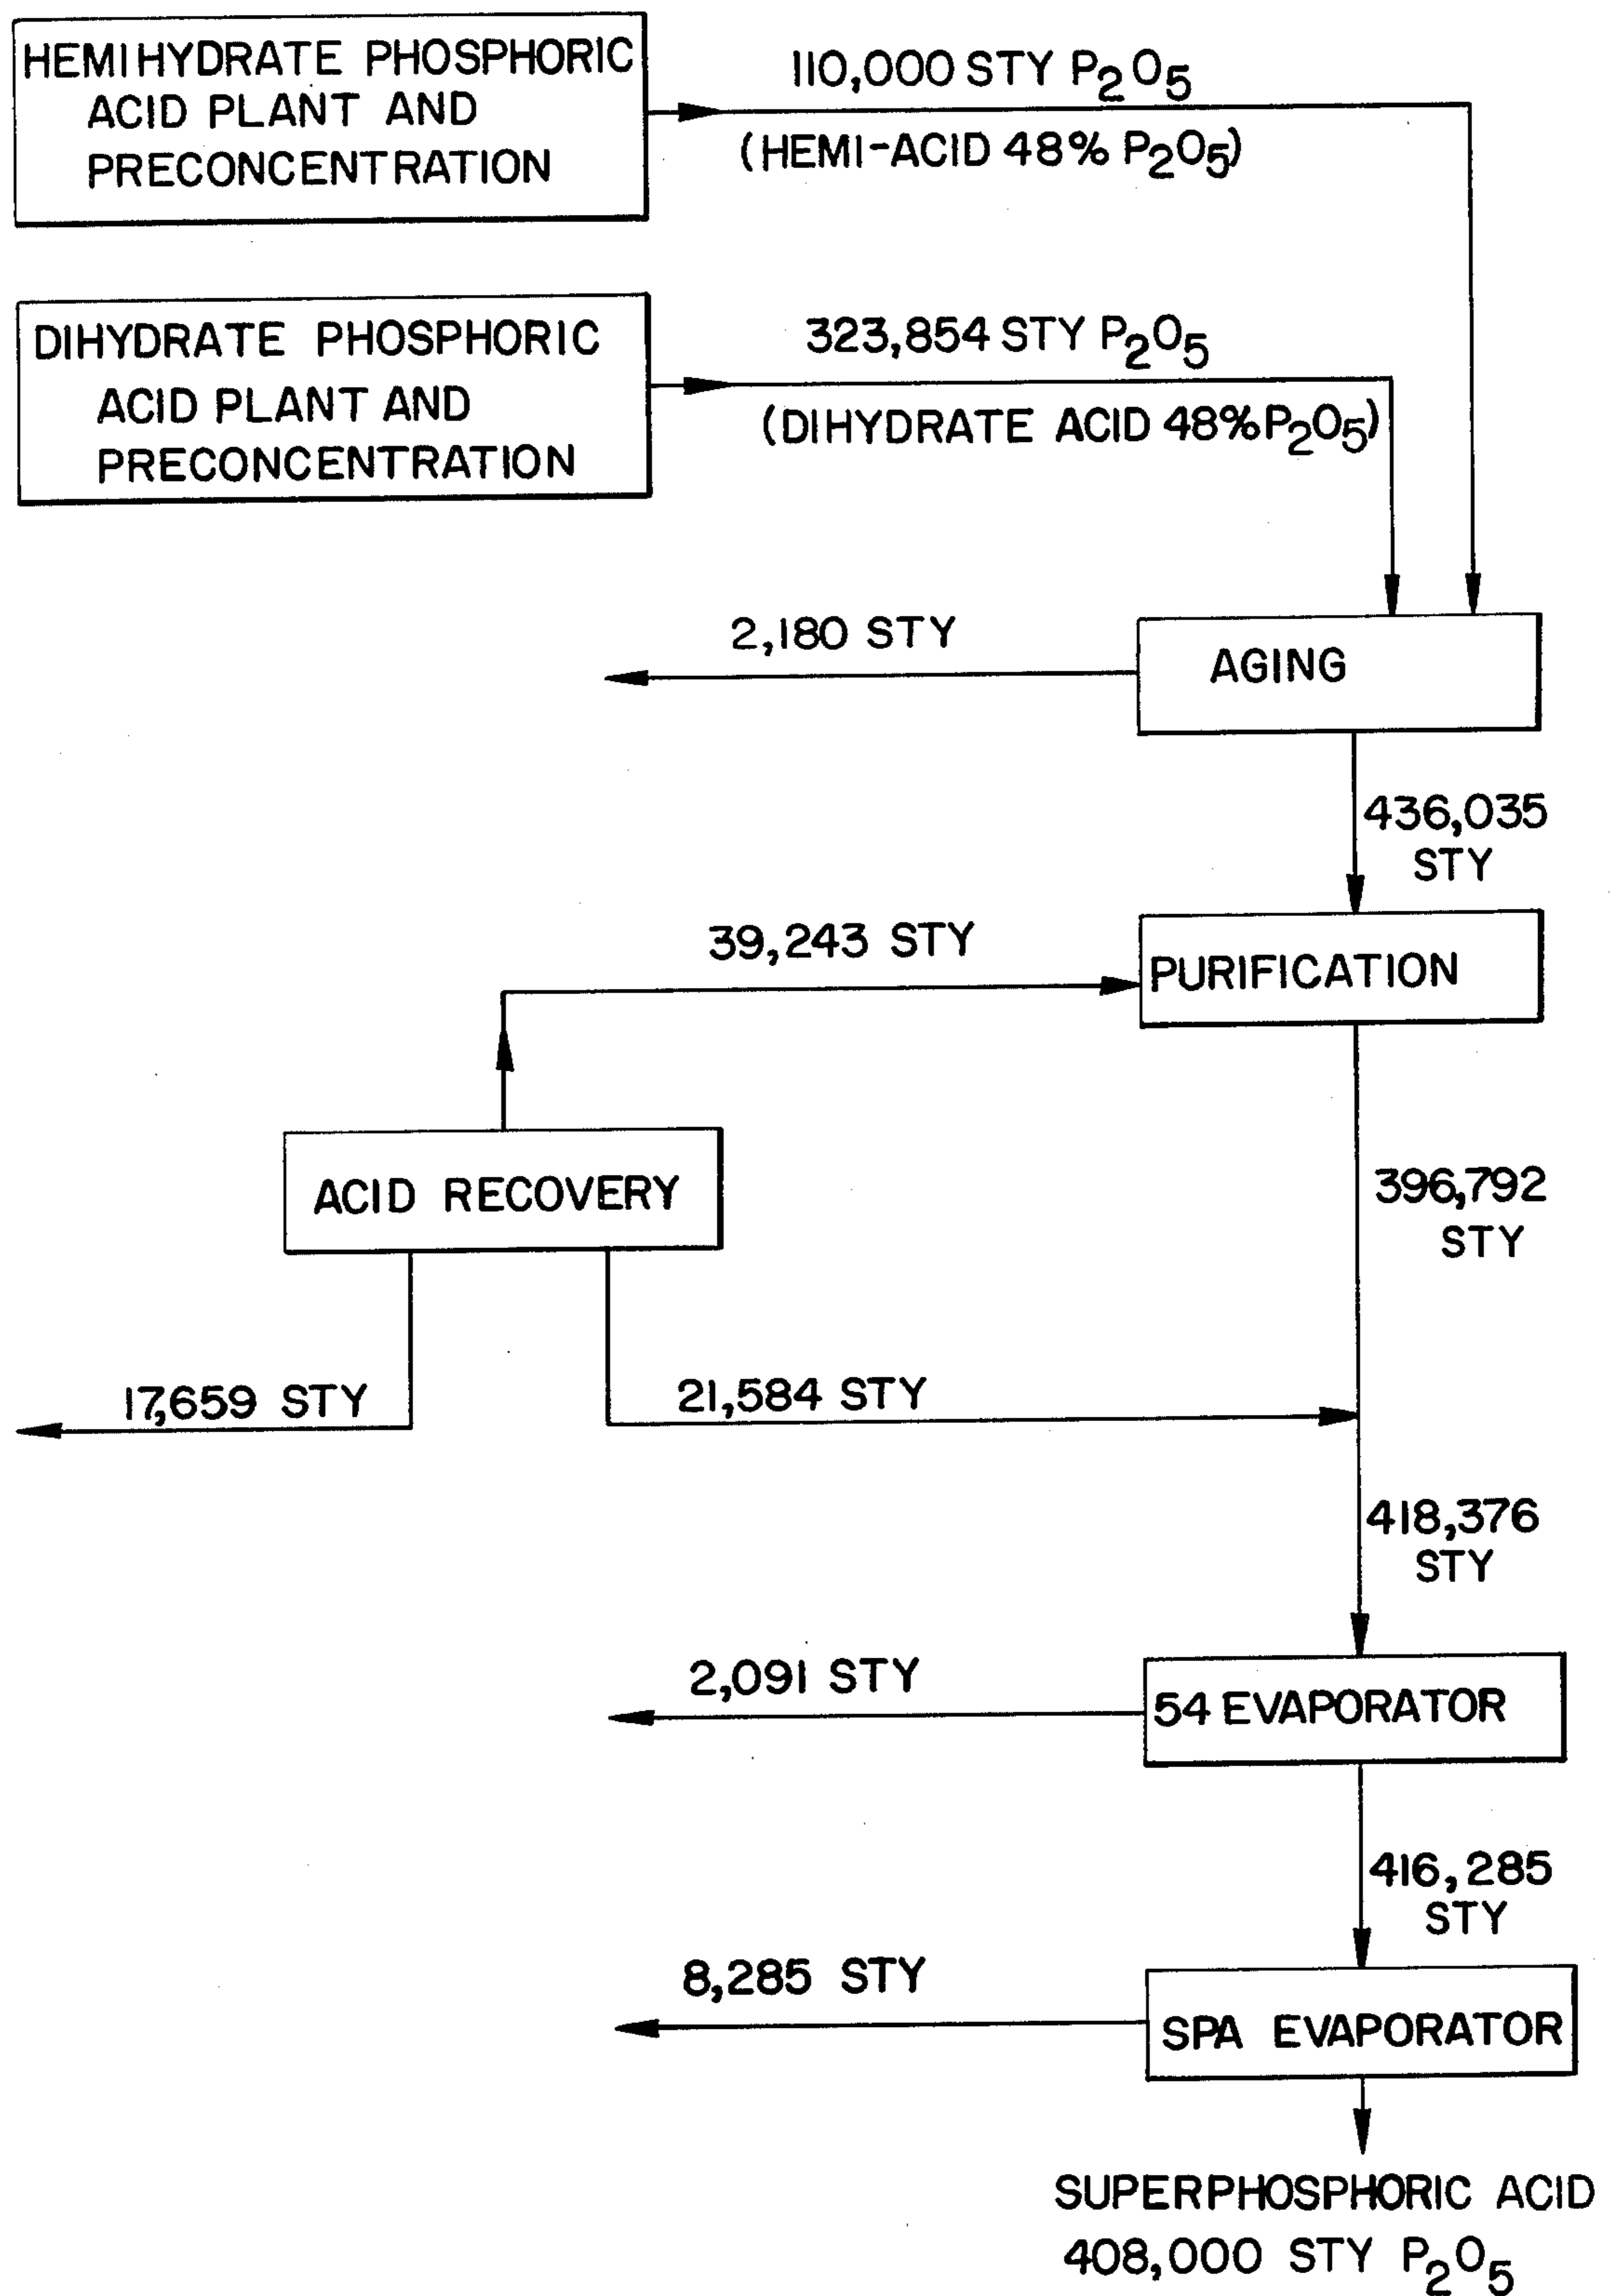 HEMIHYDRATE PHOSPHORIC
ACID PLANT AND
PRECONCENTRATION
110,000 STY P₂O₅
(HEMI-ACID 48% P₂O₅)
DIHYDRATE PHOSPHORIC
ACID PLANT AND
PRECONCENTRATION
323,854 STY P₂O₅
(DIHYDRATE ACID 48% P₂O₅)
2,180 STY
AGING
436,035
STY
39,243 STY
PURIFICATION
ACID RECOVERY
396,792
STY
17,659 STY
21,584 STY
418,376
STY
2,091 STY
54 EVAPORATOR
416,285
STY
8,285 STY
SPA EVAPORATOR
SUPERPHOSPHORIC ACID
408,000 STY P₂O₅